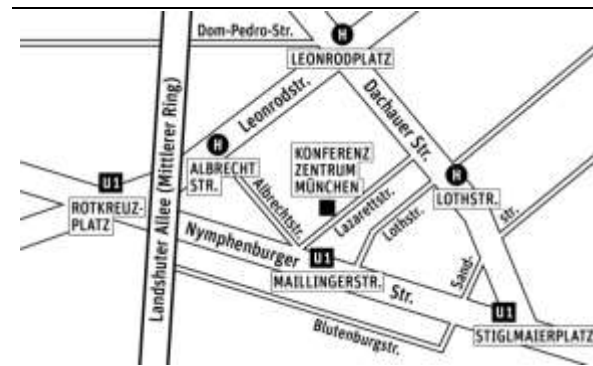 Dom-Pedro-Str.
H
LEONRODPLATZ
Landshuter Allee (Mittlerer Ring)
Leonrodstr.
Dachauer Str.
H
ALBRECHT
STR.
KONFERENZ
ZENTRUM
MÜNCHEN
H
LOTHSTR.
U1
ROTKREUZ-
PLATZ
Albrechtstr.
Lazarettstr.
Lothstr.
str.
Nymphenburger
U1
MAILLINGERSTR.
Str.
Sand-
U1
STIGLMAIERPLATZ
Blutenburgstr.